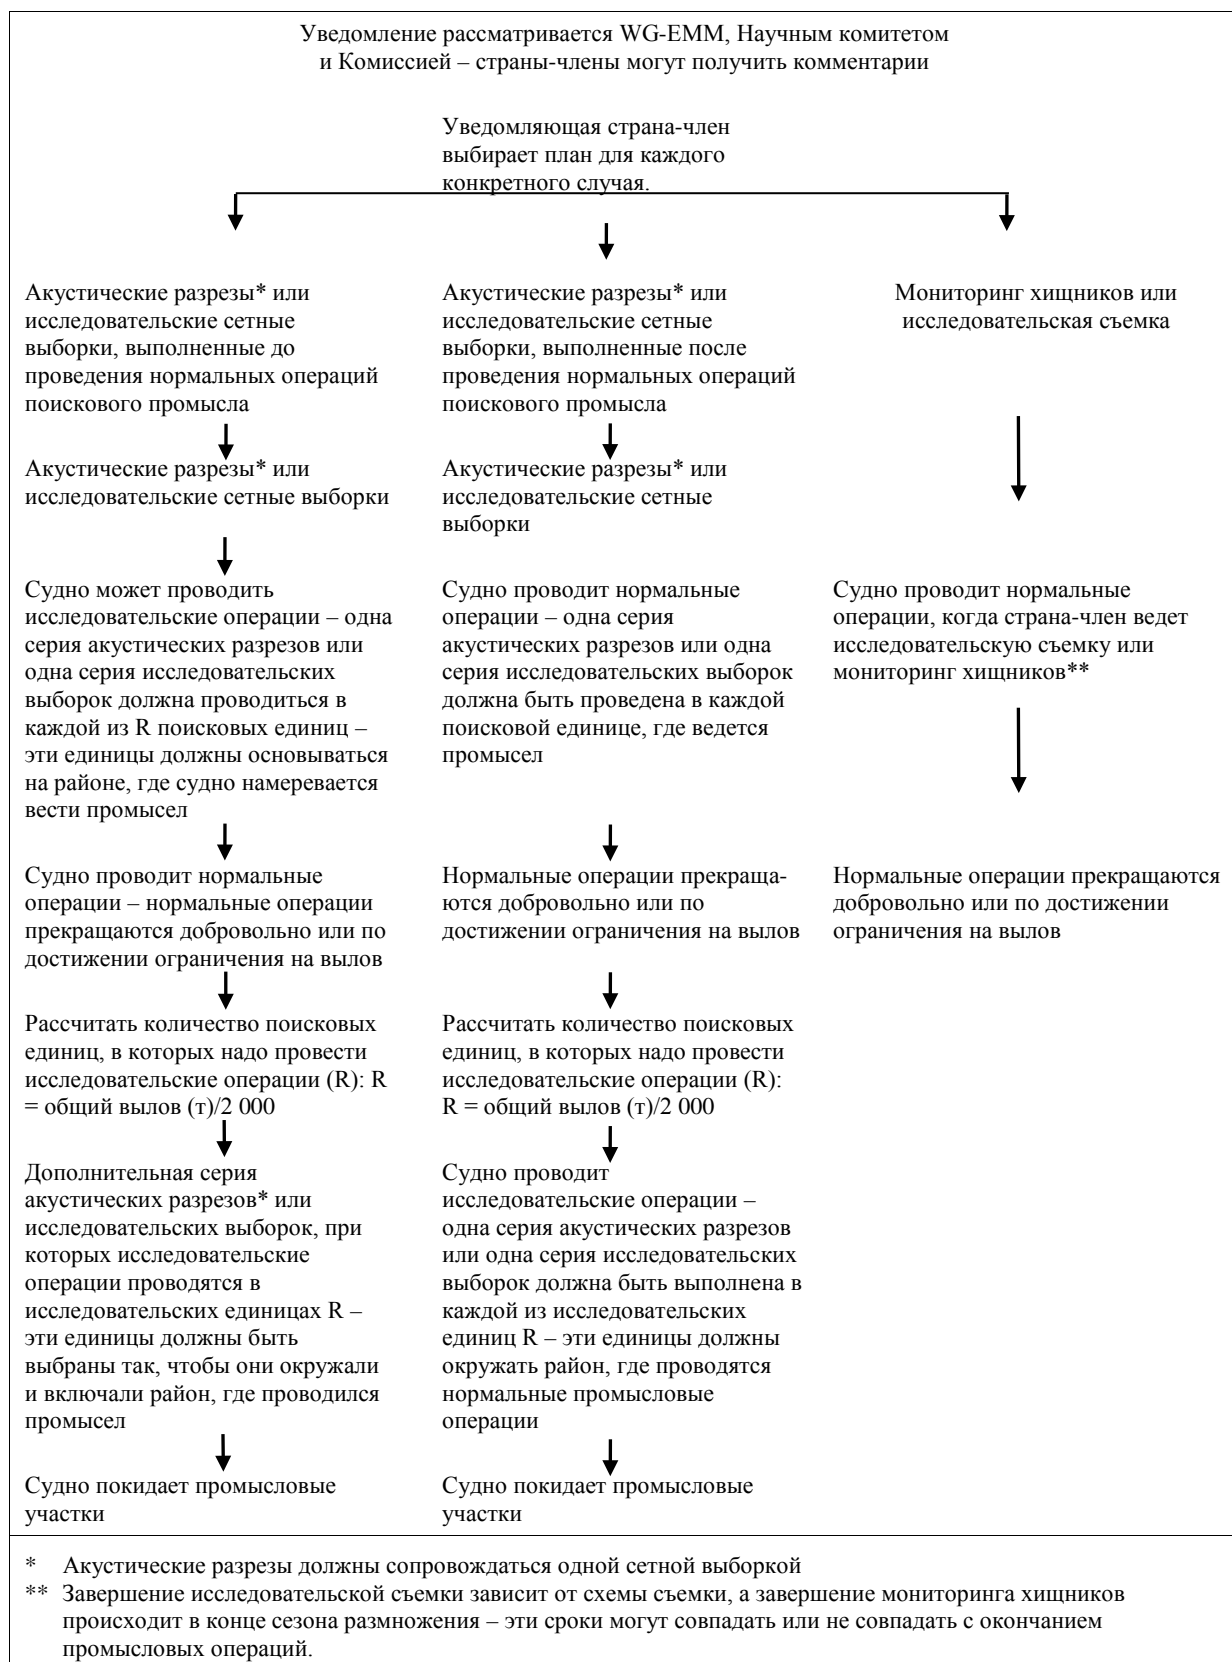 Уведомление рассматривается WG-EMM, Научным комитетом
и Комиссией – страны-члены могут получить комментарии
Уведомляющая страна-член
выбирает план для каждого
конкретного случая.
Акустические разрезы* или
исследовательские сетные
выборки, выполненные до
проведения нормальных операций
поискового промысла
Акустические разрезы* или
исследовательские сетные
выборки, выполненные после
проведения нормальных операций
поискового промысла
Мониторинг хищников или
исследовательская съемка
Акустические разрезы* или
исследовательские сетные выборки
Акустические разрезы* или
исследовательские сетные
выборки
Судно может проводить
исследовательские операции – одна
серия акустических разрезов или
одна серия исследовательских
выборок должна проводиться в
каждой из R поисковых единиц –
эти единицы должны основываться
на районе, где судно намеревается
вести промысел
Судно проводит нормальные
операции – одна серия
акустических разрезов или одна
серия исследовательских выборок
должна быть проведена в каждой
поисковой единице, где ведется
промысел
Судно проводит нормальные
операции, когда страна-член ведет
исследовательскую съемку или
мониторинг хищников**
Судно проводит нормальные
операции – нормальные операции
прекращаются добровольно или по
достижении ограничения на вылов
Нормальные операции прекраща-
ются добровольно или по
достижении ограничения на вылов
Нормальные операции прекращаются
добровольно или по достижении
ограничения на вылов
Рассчитать количество поисковых
единиц, в которых надо провести
исследовательские операции (R): R
= общий вылов (т)/2 000
Рассчитать количество поисковых
единиц, в которых надо провести
исследовательские операции (R):
R = общий вылов (т)/2 000
Дополнительная серия
акустических разрезов* или
исследовательских выборок, при
которых исследовательские
операции проводятся в
исследовательских единицах R –
эти единицы должны быть
выбраны так, чтобы они окружали
и включали район, где проводился
промысел
Судно проводит
исследовательские операции –
одна серия акустических разрезов
или одна серия исследовательских
выборок должна быть выполнена в
каждой из исследовательских
единиц R – эти единицы должны
окружать район, где проводятся
нормальные промысловые
операции
Судно покидает промысловые
участки
Судно покидает промысловые
участки
* Акустические разрезы должны сопровождаться одной сетной выборкой
** Завершение исследовательской съемки зависит от схемы съемки, а завершение мониторинга хищников
происходит в конце сезона размножения – эти сроки могут совпадать или не совпадать с окончанием
промысловых операций.